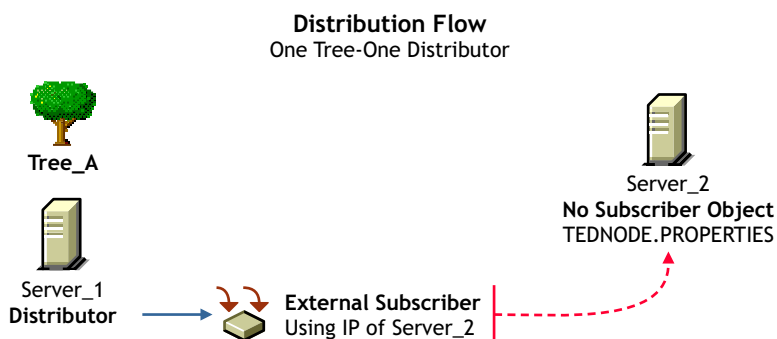 Distribution Flow
One Tree-One Distributor
Tree_A
Server_1
Distributor
External Subscriber
Using IP of Server_2
Server_2
No Subscriber Object
TEDNODE.PROPERTIES